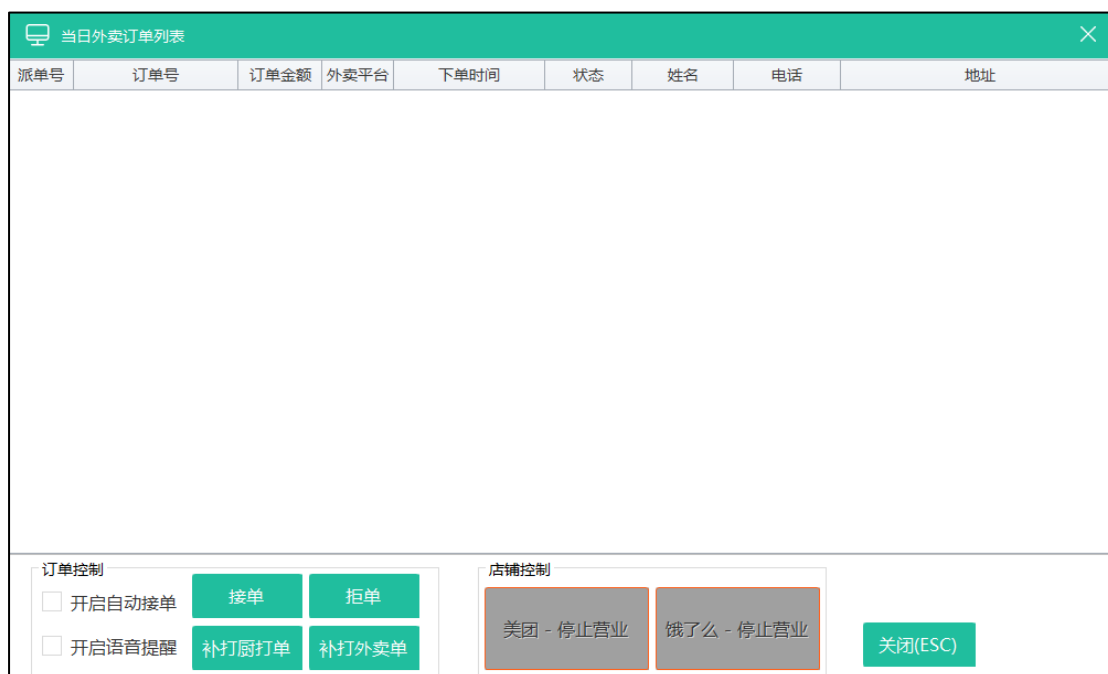 当日外卖订单列表
派单号 订单号 订单金额 外卖平台 下单时间 状态 姓名 电话 地址
订单控制 店铺控制
开启自动接单 接单 拒单
美团 - 停止营业 饿了么 - 停止营业
开启语音提醒 补打厨打单 补打外卖单 关闭(ESC)